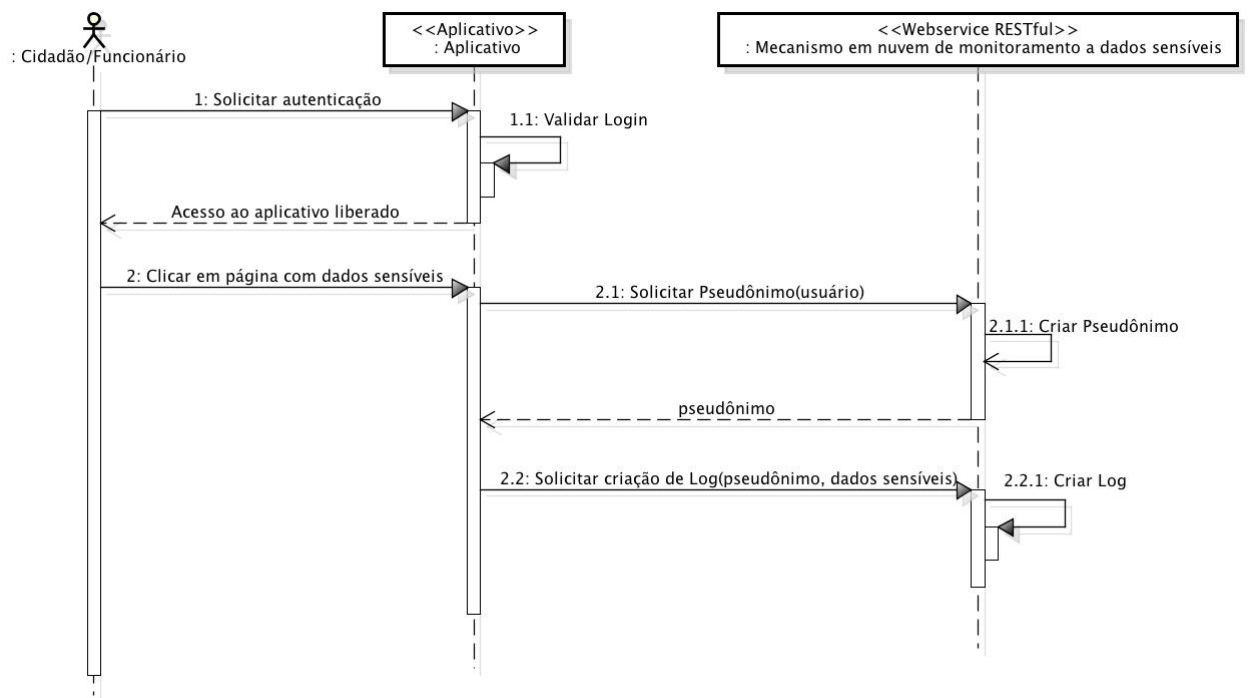 <<Aplicativo>>
: Aplicativo
<<Webservice RESTful>>
: Mecanismo em nuvem de monitoramento a dados sensíveis
: Cidadão/Funcionário
1: Solicitar autenticação
1.1: Validar Login
Acesso ao aplicativo liberado
2: Clicar em página com dados sensíveis
2.1: Solicitar Pseudônimo(usuário)
2.1.1: Criar Pseudônimo
pseudônimo
2.2: Solicitar criação de Log(pseudônimo, dados sensíveis)
2.2.1: Criar Log